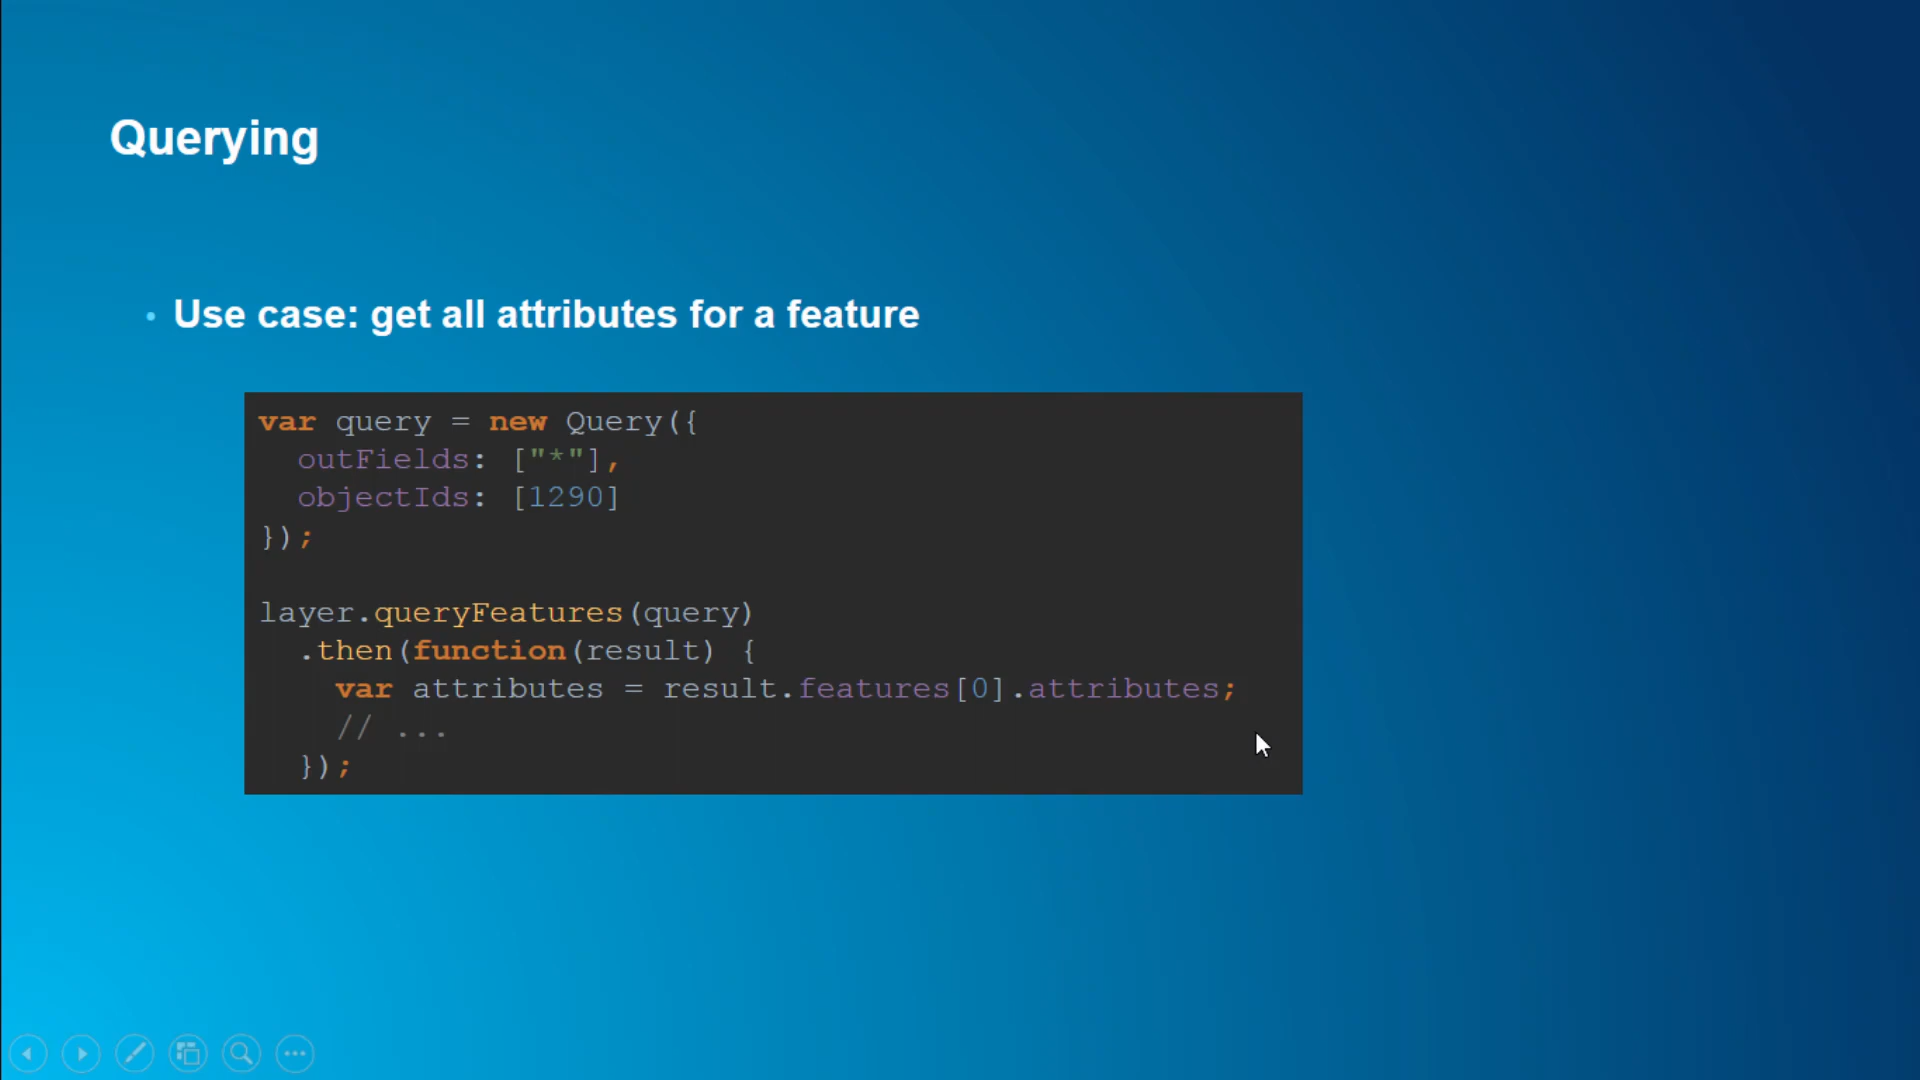 Querying
• Use case: get all attributes for a feature
var query = new Query({
  outFields: ["*"],
  objectIds: [1290]
});
layer.queryFeatures(query)
  .then(function(result) {
    var attributes = result.features[0].attributes;
    // ...
  });